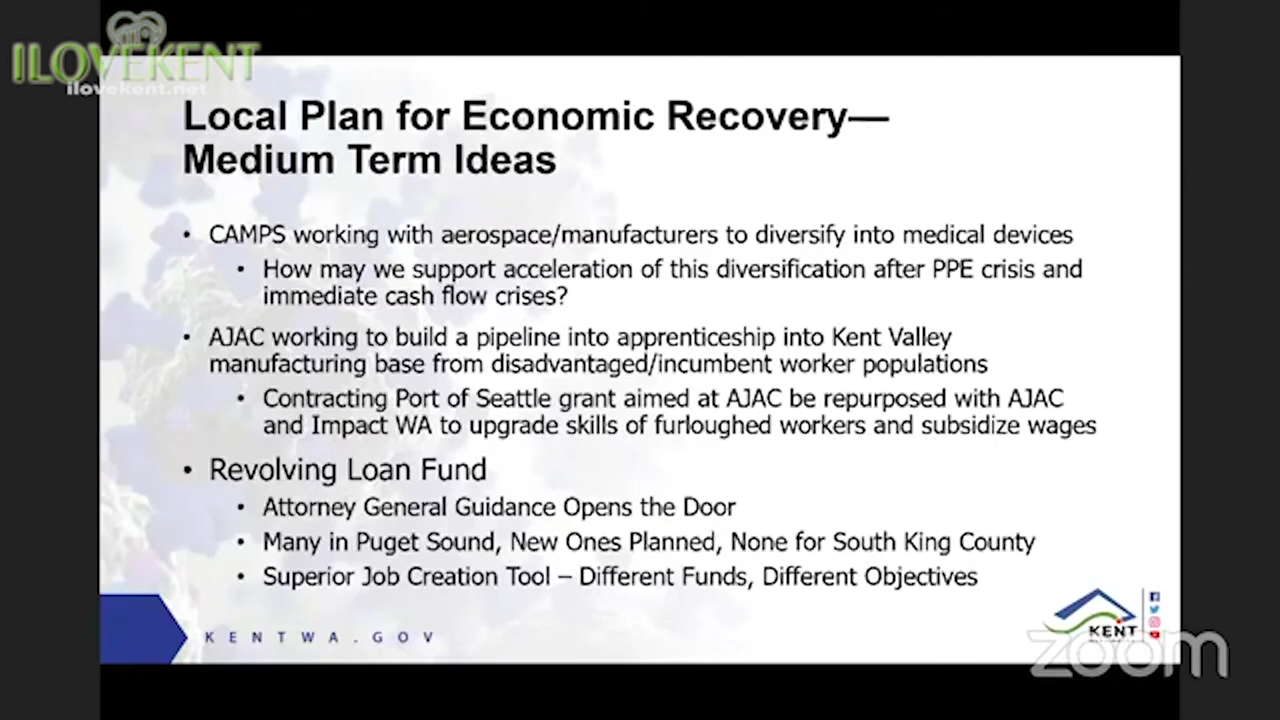 ILOVEKENT
ilovekent.net
Local Plan for Economic Recovery—
Medium Term Ideas
• CAMPS working with aerospace/manufacturers to diversify into medical devices
• How may we support acceleration of this diversification after PPE crisis and
immediate cash flow crises?
• AJAC working to build a pipeline into apprenticeship into Kent Valley
manufacturing base from disadvantaged/incumbent worker populations
• Contracting Port of Seattle grant aimed at AJAC be repurposed with AJAC
and Impact WA to upgrade skills of furloughed workers and subsidize wages
• Revolving Loan Fund
• Attorney General Guidance Opens the Door
• Many in Puget Sound, New Ones Planned, None for South King County
• Superior Job Creation Tool – Different Funds, Different Objectives
KENTWA.GOV
KENT
zoom